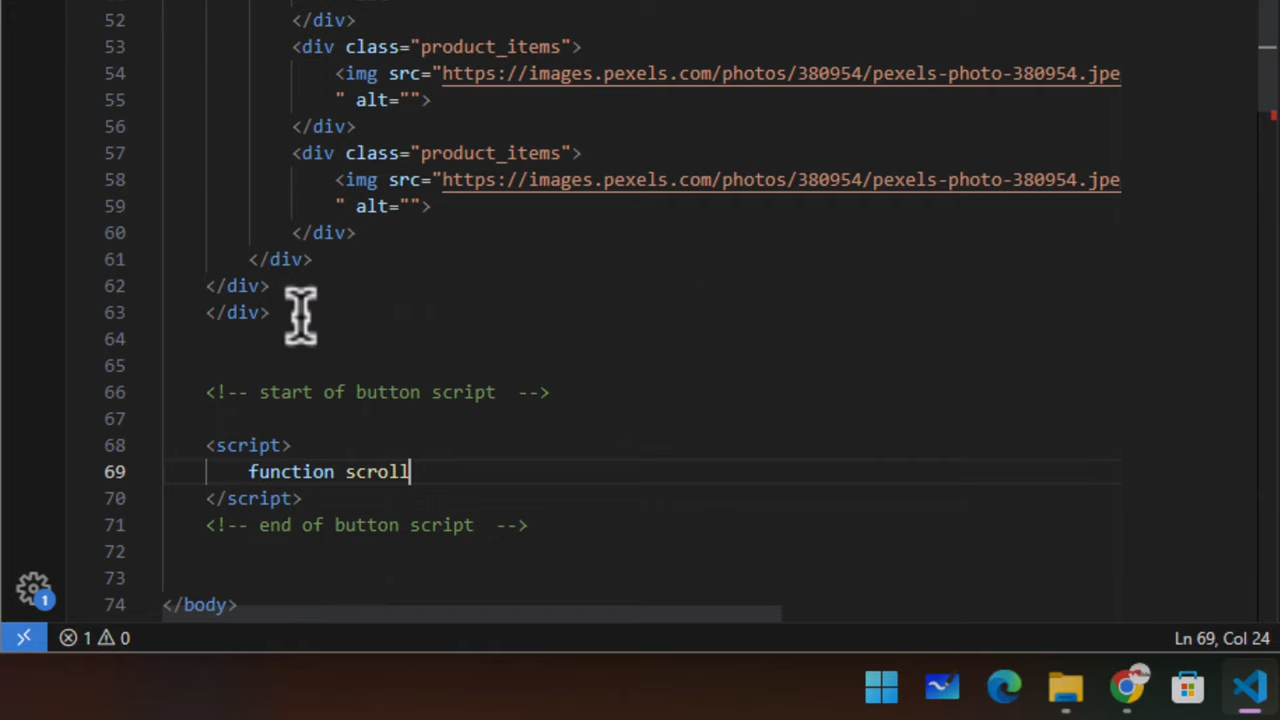 52 </div>
53 <div class="product_items">
54 <img src="https://images.pexels.com/photos/380954/pexels-photo-380954.jpe
55 " alt="">
56 </div>
57 <div class="product_items">
58 <img src="https://images.pexels.com/photos/380954/pexels-photo-380954.jpe
59 " alt="">
60 </div>
61 </div>
62 </div>
63 </div>
64
65
66 <!-- start of button script -->
67
68 <script>
69 function scroll
70 </script>
71 <!-- end of button script -->
72
73
74 </body>
1
1 0
Ln 69, Col 24